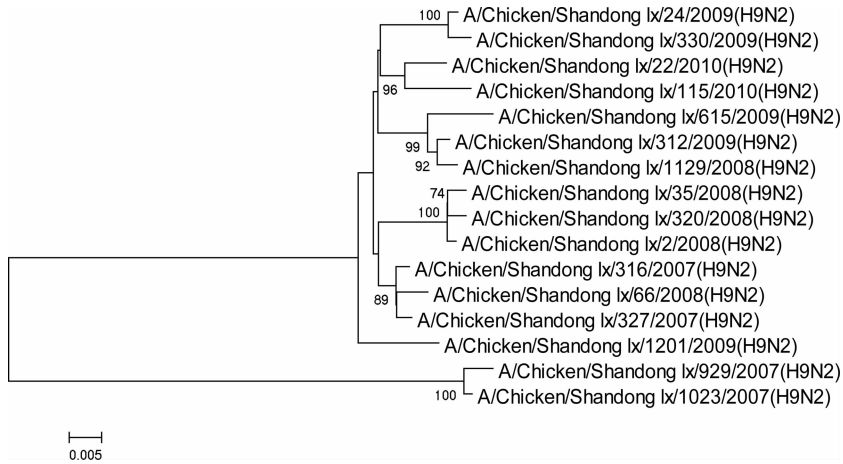 100 A/Chicken/Shandong lx/24/2009(H9N2)
A/Chicken/Shandong lx/330/2009(H9N2)
A/Chicken/Shandong lx/22/2010(H9N2)
96 A/Chicken/Shandong lx/115/2010(H9N2)
A/Chicken/Shandong lx/615/2009(H9N2)
99 A/Chicken/Shandong lx/312/2009(H9N2)
92 A/Chicken/Shandong lx/1129/2008(H9N2)
74 A/Chicken/Shandong lx/35/2008(H9N2)
100 A/Chicken/Shandong lx/320/2008(H9N2)
A/Chicken/Shandong lx/2/2008(H9N2)
A/Chicken/Shandong lx/316/2007(H9N2)
89 A/Chicken/Shandong lx/66/2008(H9N2)
A/Chicken/Shandong lx/327/2007(H9N2)
A/Chicken/Shandong lx/1201/2009(H9N2)
A/Chicken/Shandong lx/929/2007(H9N2)
100 A/Chicken/Shandong lx/1023/2007(H9N2)
0.005